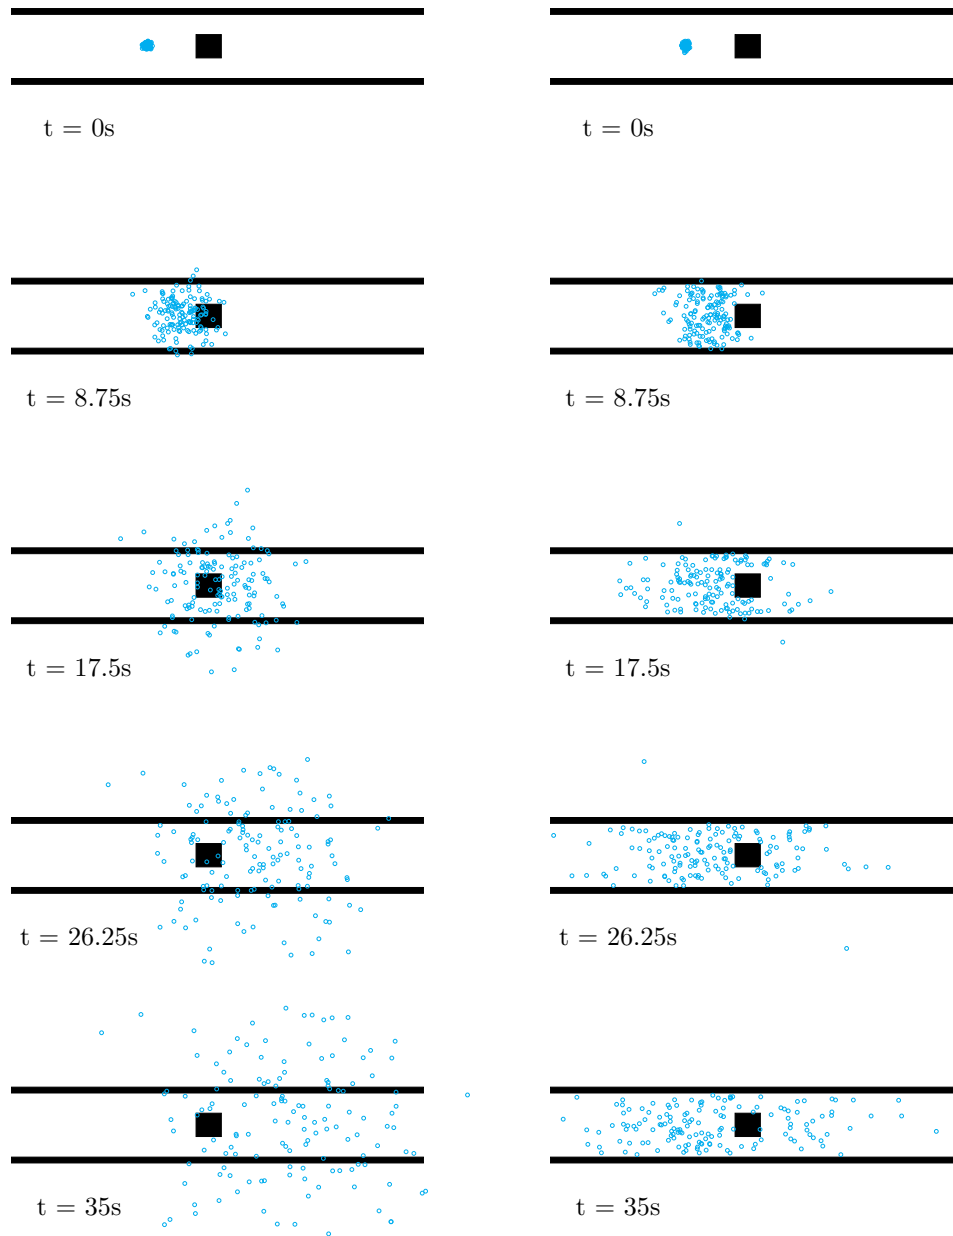 t = 0s
t = 0s
t = 8.75s
t = 8.75s
t = 17.5s
t = 17.5s
t = 26.25s
t = 26.25s
t = 35s
t = 35s